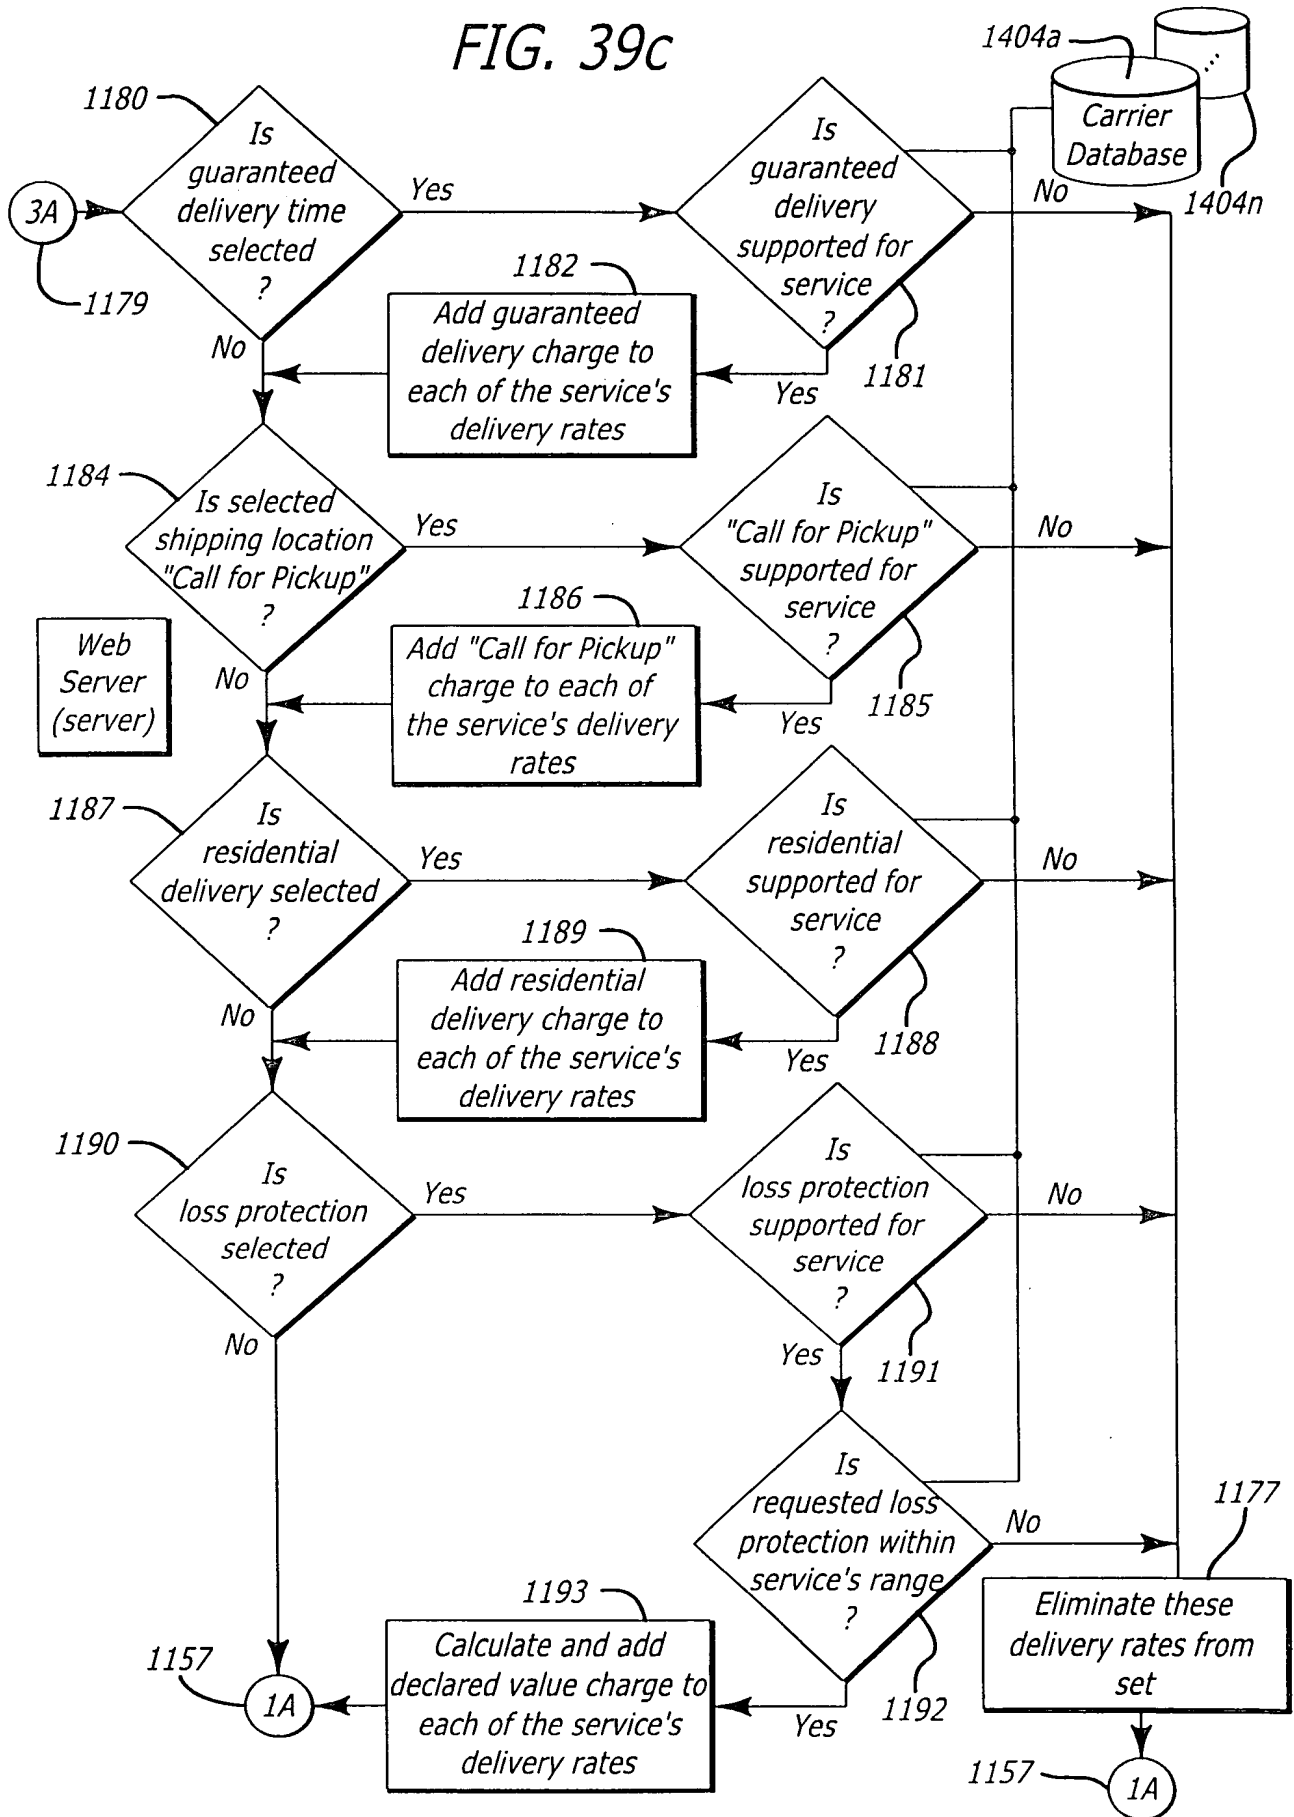 FIG. 39c
1404a
Carrier
Database
1404n
1180
Is
guaranteed
delivery time
selected
?
Yes
Is
guaranteed
delivery
supported for
service
?
No
3A
1179
1181
1182
Add guaranteed
delivery charge to
each of the service's
delivery rates
No
Yes
1184
Is selected
shipping location
"Call for Pickup"
?
Yes
Is
"Call for Pickup"
supported for
service
?
No
1185
Web
Server
(server)
1186
Add "Call for Pickup"
charge to each of
the service's delivery
rates
No
Yes
1187
Is
residential
delivery selected
?
Yes
Is
residential
supported for
service
?
No
1188
1189
Add residential
delivery charge to
each of the service's
delivery rates
No
Yes
1190
Is
loss protection
selected
?
Yes
Is
loss protection
supported for
service
?
No
1191
No
Yes
Is
requested loss
protection within
service's range
?
No
1192
1177
Eliminate these
delivery rates from
set
1193
Calculate and add
declared value charge to
each of the service's
delivery rates
Yes
1157
1A
1157
1A